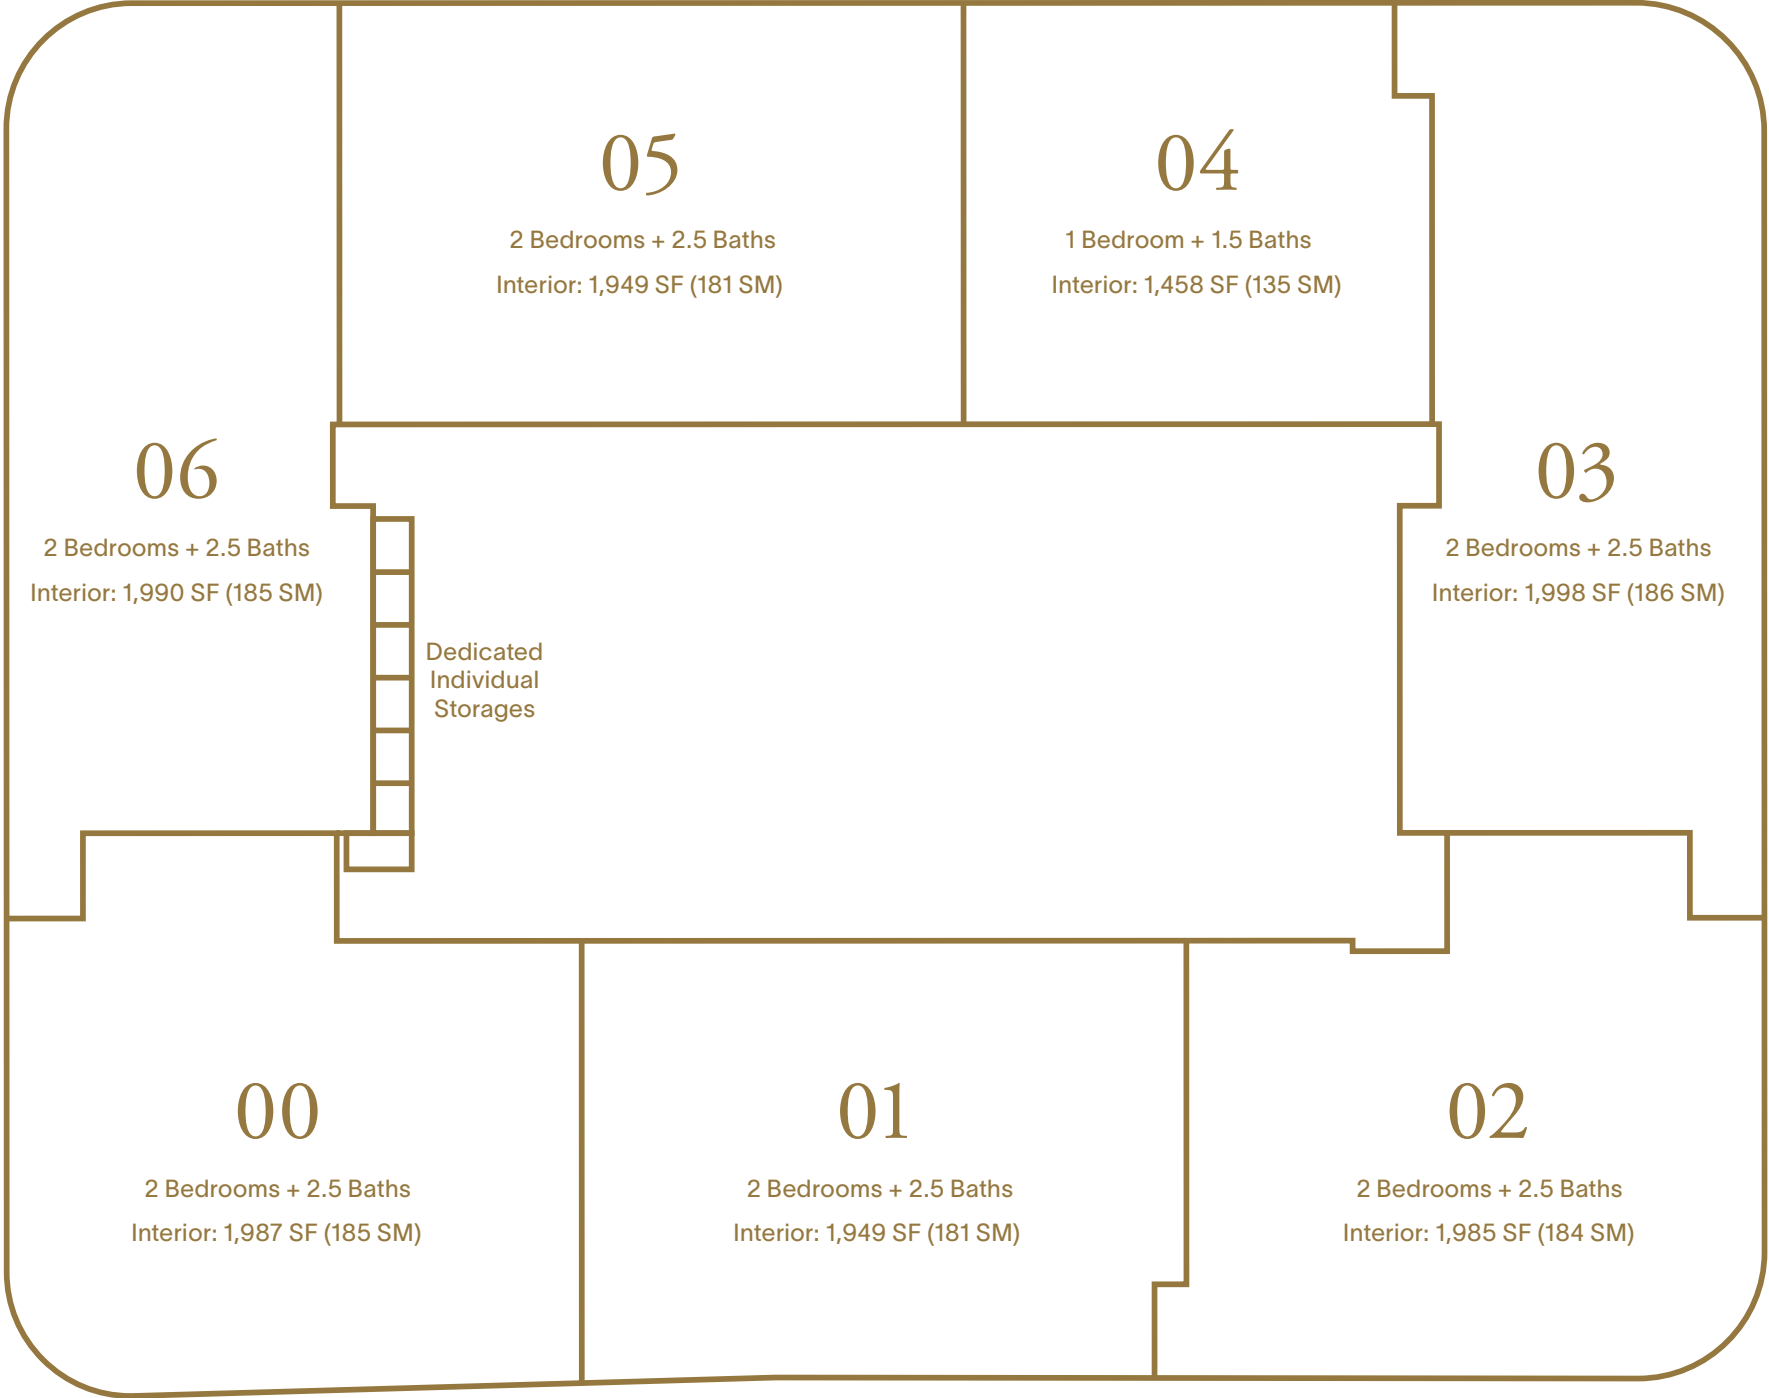 05
2 Bedrooms + 2.5 Baths
Interior: 1,949 SF (181 SM)
04
1 Bedroom + 1.5 Baths
Interior: 1,458 SF (135 SM)
06
2 Bedrooms + 2.5 Baths
Interior: 1,990 SF (185 SM)
03
2 Bedrooms + 2.5 Baths
Interior: 1,998 SF (186 SM)
Dedicated
Individual
Storages
00
2 Bedrooms + 2.5 Baths
Interior: 1,987 SF (185 SM)
01
2 Bedrooms + 2.5 Baths
Interior: 1,949 SF (181 SM)
02
2 Bedrooms + 2.5 Baths
Interior: 1,985 SF (184 SM)